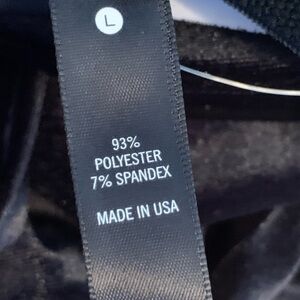 L
93%
POLYESTER
7% SPANDEX
MADE IN USA